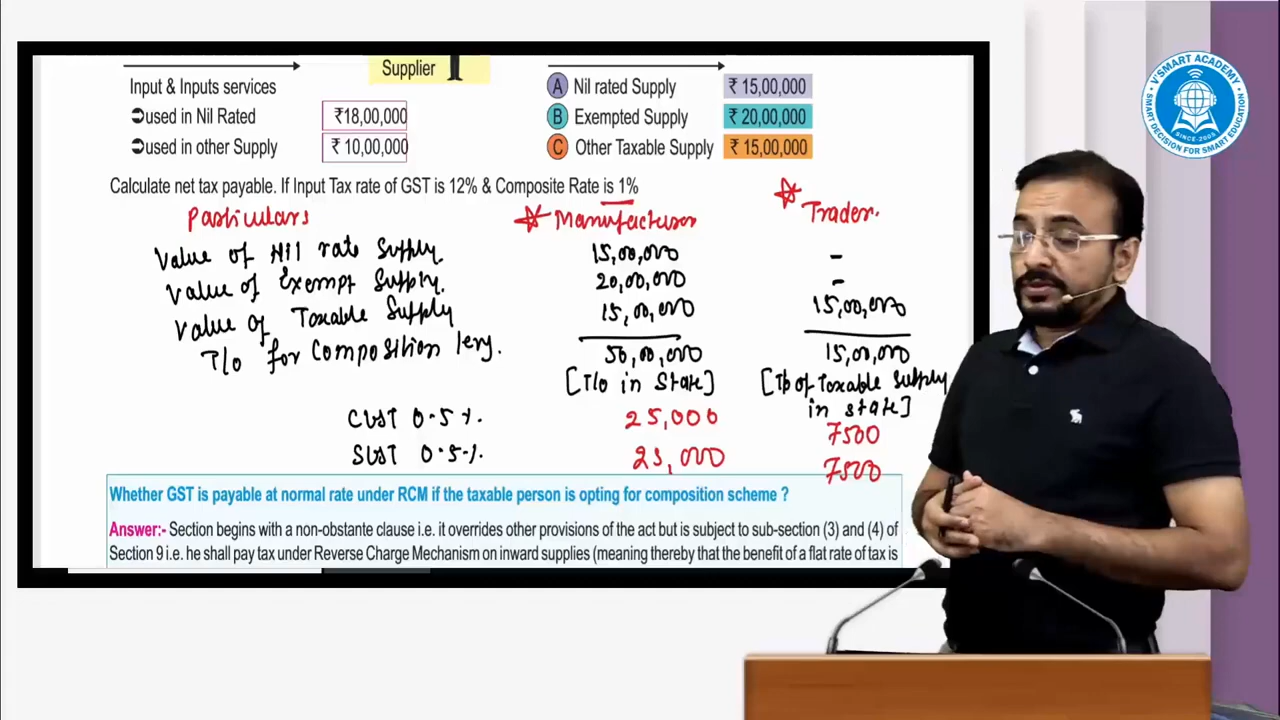 Supplier
Input & Inputs services
used in Nil Rated ₹18,00,000
used in other Supply ₹ 10,00,000
A Nil rated Supply ₹ 15,00,000
B Exempted Supply ₹ 20,00,000
C Other Taxable Supply ₹ 15,00,000
Calculate net tax payable. If Input Tax rate of GST is 12% & Composite Rate is 1%
Particulars Manufacturer Trader.
Value of Nil rate Supply. 15,00,000 -
Value of Exempt Supply. 20,00,000 -
Value of Taxable Supply 15,00,000 15,00,000
T/o for Composition levy. 50,00,000 15,00,000
[T/o in State] [T/o of Taxable Supply
in state]
CGST 0.5%. 25,000 7500
SGST 0.5%. 25,000 7500
Whether GST is payable at normal rate under RCM if the taxable person is opting for composition scheme ?
Answer:- Section begins with a non-obstante clause i.e. it overrides other provisions of the act but is subject to sub-section (3) and (4) of
Section 9 i.e. he shall pay tax under Reverse Charge Mechanism on inward supplies (meaning thereby that the benefit of a flat rate of tax is
V'SMART ACADEMY
SINCE-2005
SMART DECISION FOR SMART EDUCATION